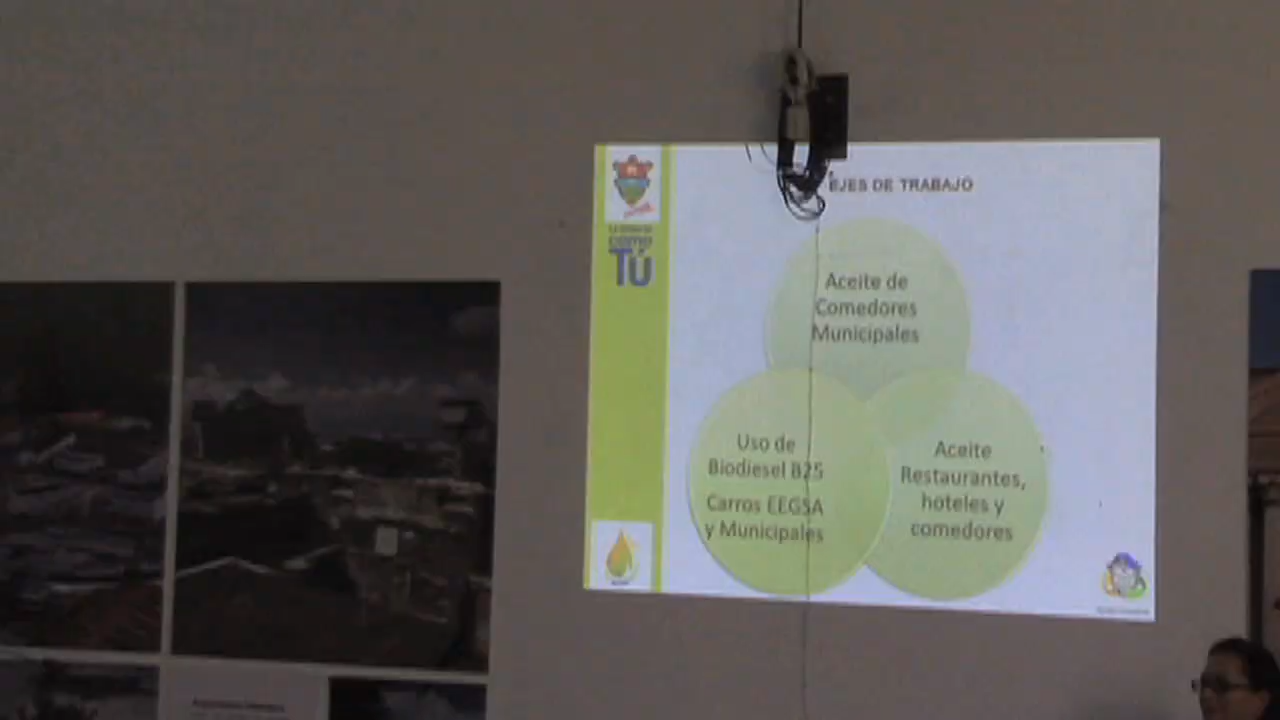 EJES DE TRABAJO
como
Tú
Aceite de
Comedores
Municipales
Uso de
Biodiesel B25
Carros EEGSA
y Municipales
Aceite
Restaurantes,
hoteles y
comedores